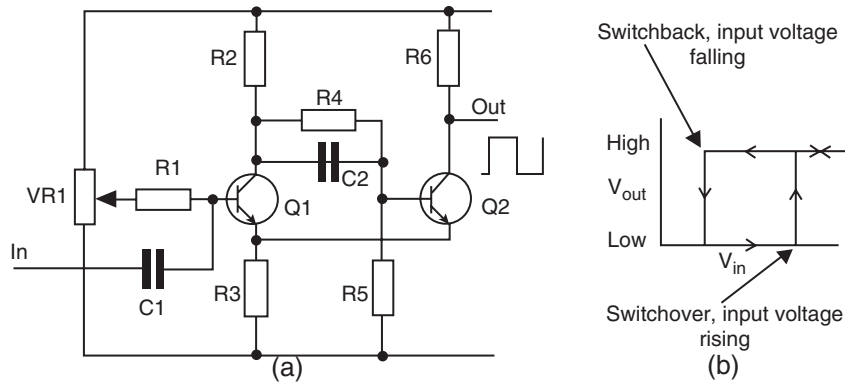 R2
R6
R4
Out
R1
C2
VR1
Q1
Q2
In
C1
R3
R5
(a)
Switchback, input voltage
falling
High
Vout
Low
Vin
Switchover, input voltage
rising
(b)